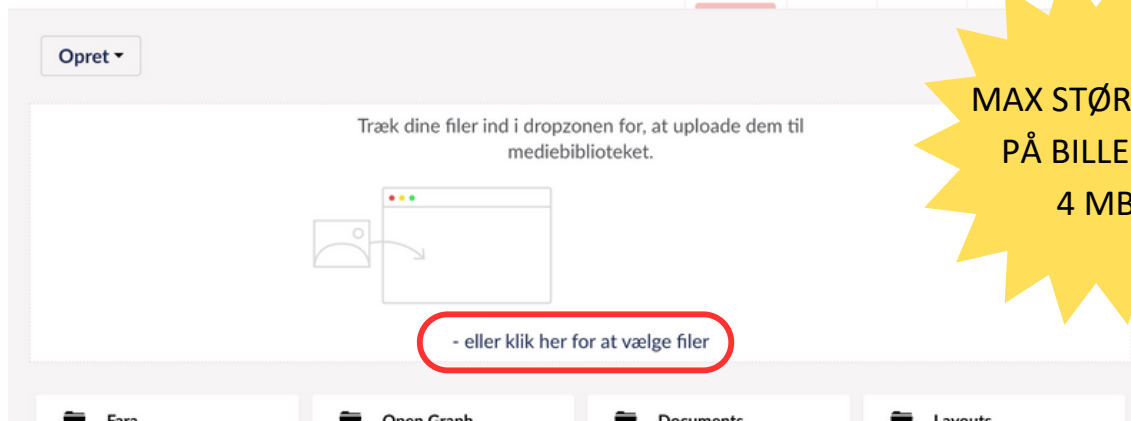 Opret
MAX STØR
PÅ BILLE
4 MB
Træk dine filer ind i dropzonen for, at uploade dem til
mediebiblioteket.
- eller klik her for at vælge filer
Fara
Open Graph
Documents
Layouts